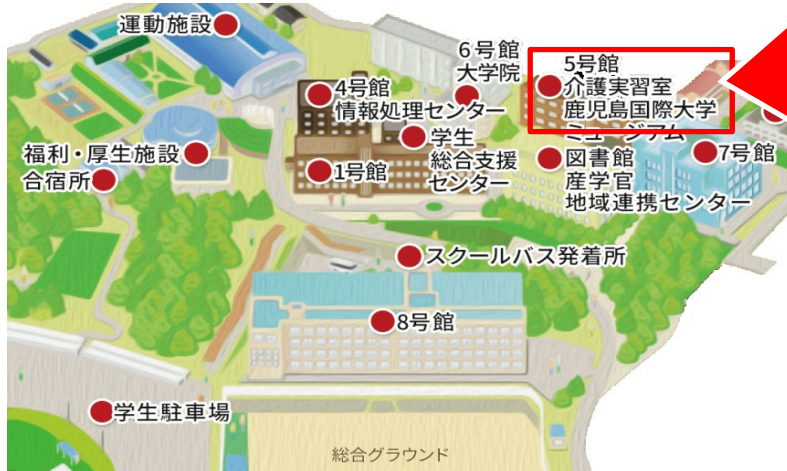 運動施設
6号館
大学院
5号館
介護実習室
鹿児島国際大学
ミュージアム
4号館
情報処理センター
学生
総合支援
センター
1号館
福利・厚生施設
合宿所
図書館
産学官
地域連携センター
7号館
スクールバス発着所
8号館
学生駐車場
総合グラウンド